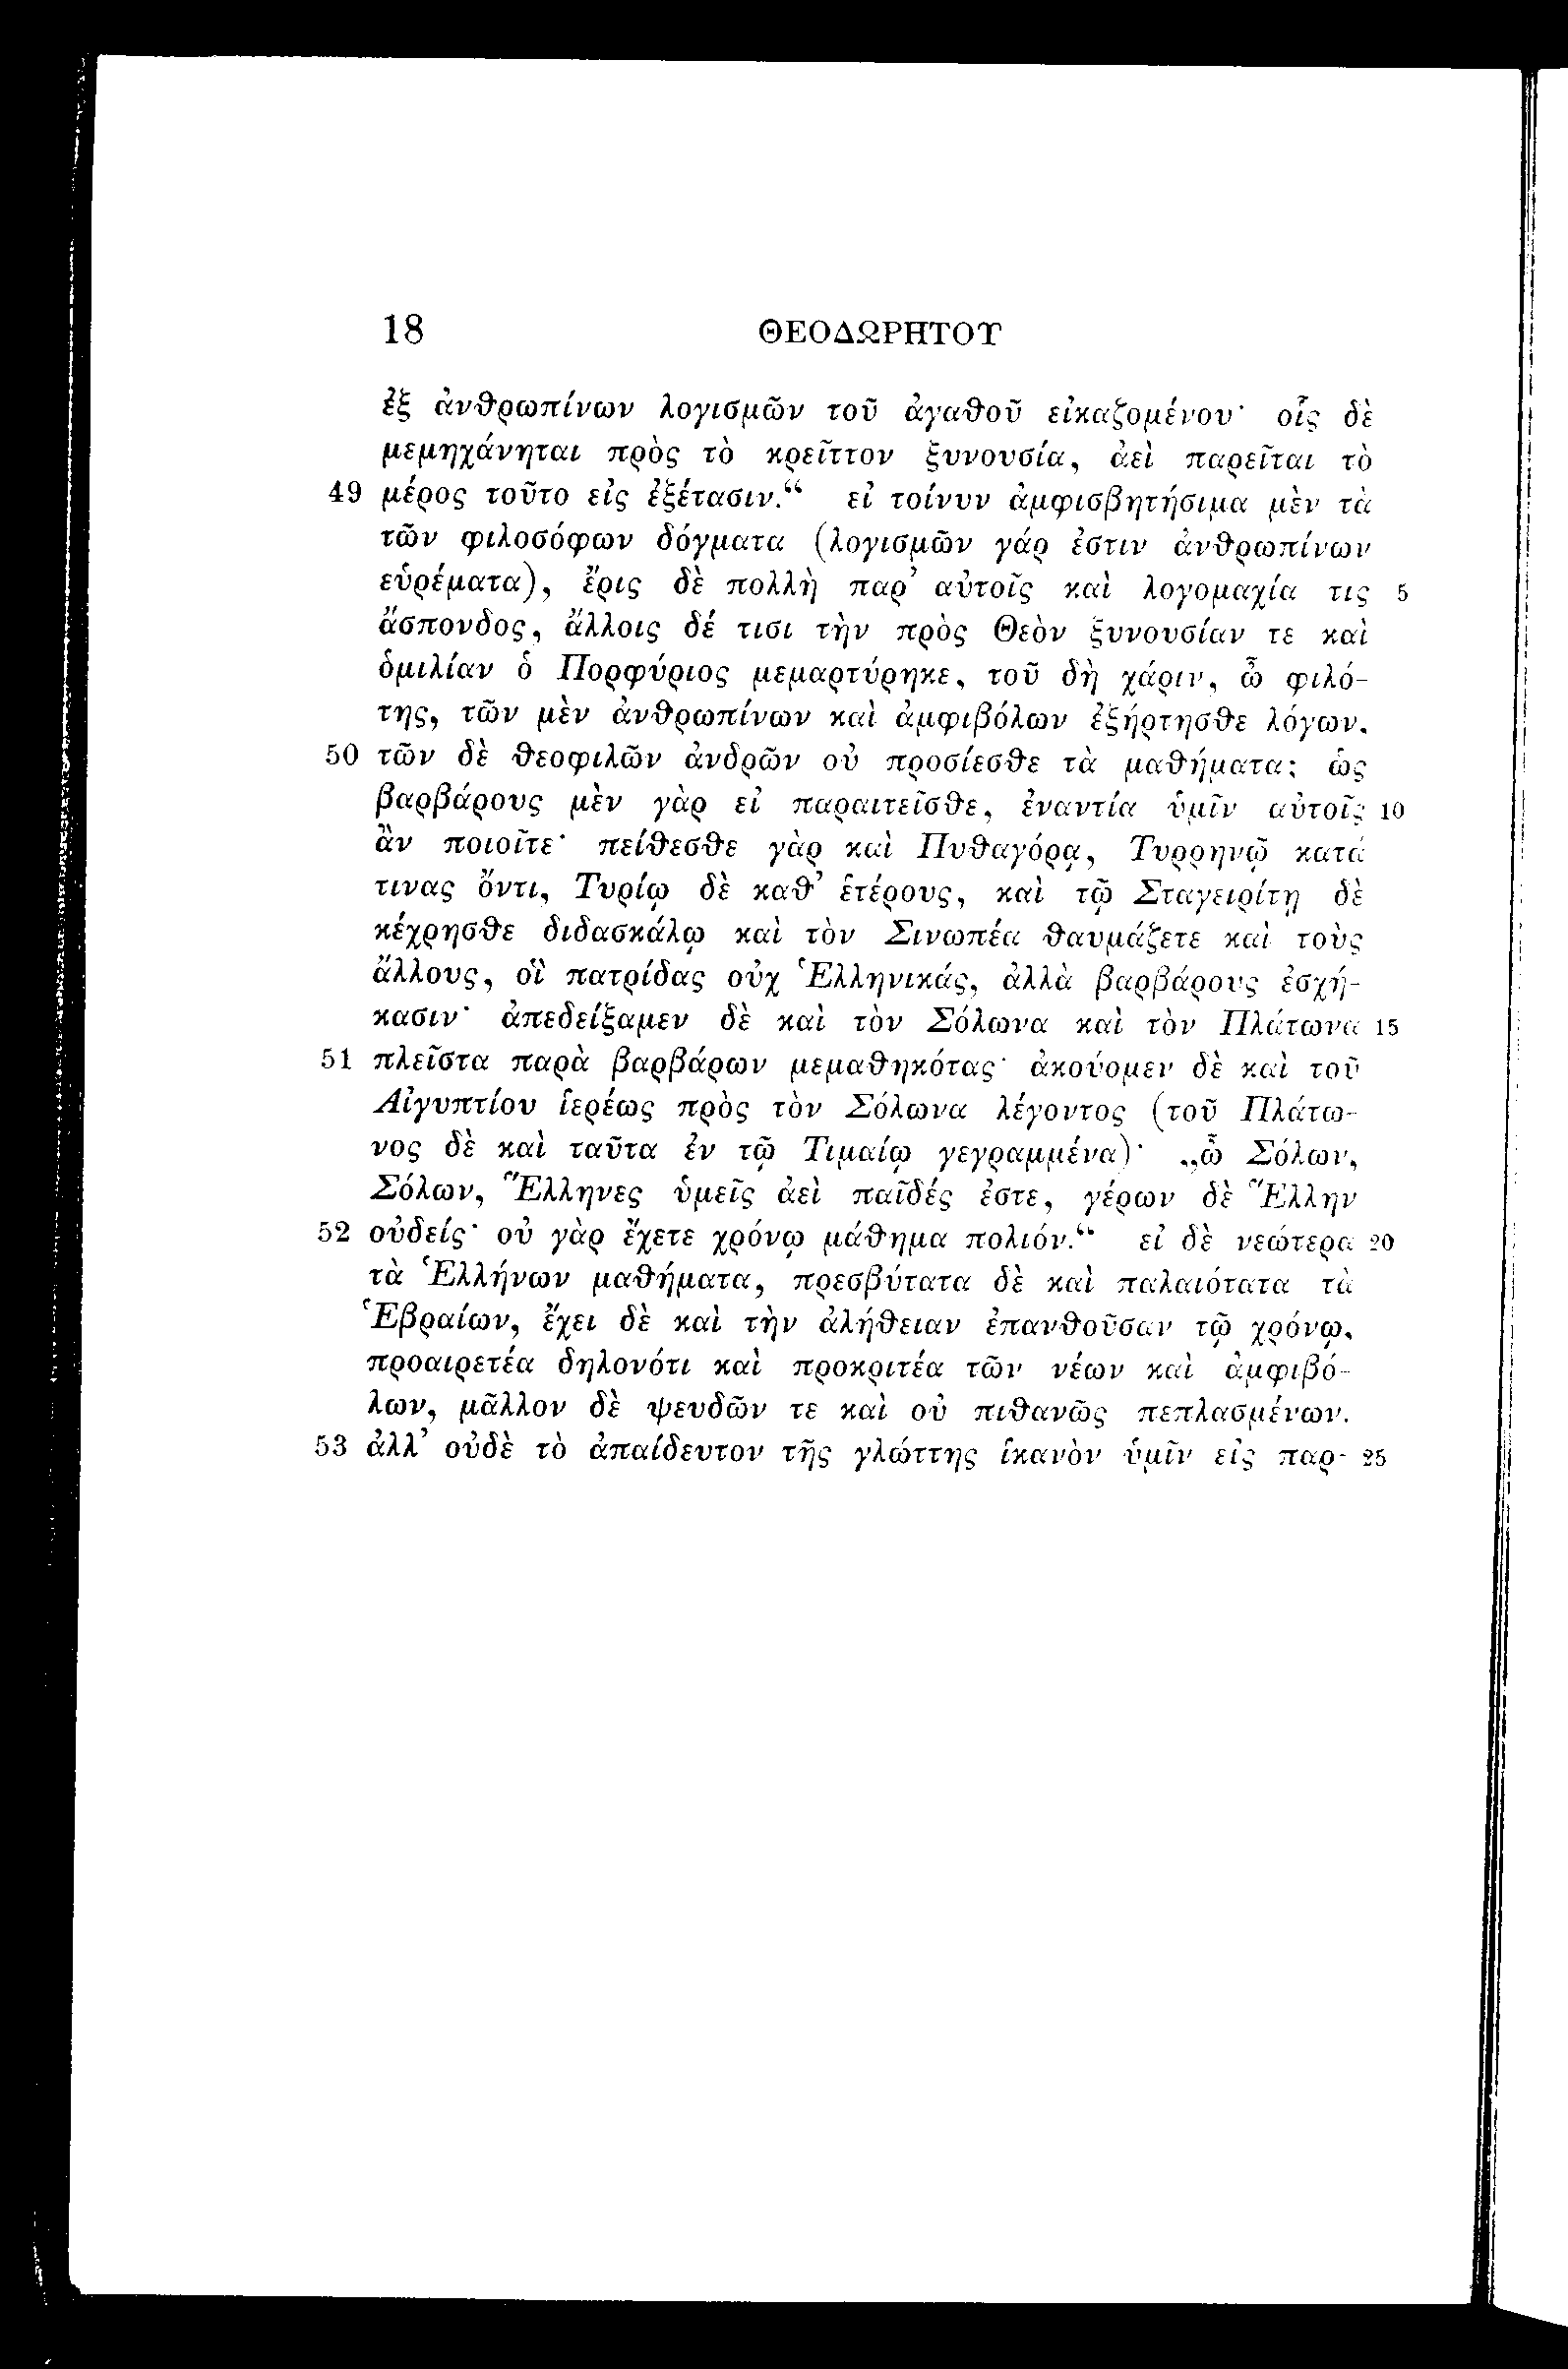 18 ΘΕΟΔΩΡΗΤΟΥ
ἐξ ἀνθρωπίνων λογισμῶν τοῦ ἀγαθοῦ εἰκαζομένου· οἷς δὲ
μεμηχάνηται πρὸς τὸ κρεῖττον ξυνουσία, ἀεὶ παρεῖται τὸ
49 μέρος τοῦτο εἰς ἐξέτασιν.“ εἰ τοίνυν ἀμφισβητήσιμα μὲν τὰ
τῶν φιλοσόφων δόγματα (λογισμῶν γάρ ἐστιν ἀνθρωπίνων
εὑρέματα), ἔρις δὲ πολλὴ παρ’ αὐτοῖς καὶ λογομαχία τις 5
ἄσπονδος, ἄλλοις δέ τισι τὴν πρὸς Θεὸν ξυνουσίαν τε καὶ
ὁμιλίαν ὁ Πορφύριος μεμαρτύρηκε, τοῦ δὴ χάριν, ὦ φιλό-
της, τῶν μὲν ἀνθρωπίνων καὶ ἀμφιβόλων ἐξήρτησθε λόγων,
50 τῶν δὲ θεοφιλῶν ἀνδρῶν οὐ προσίεσθε τὰ μαθήματα; ὡς
βαρβάρους μὲν γὰρ εἰ παραιτεῖσθε, ἐναντία ὑμῖν αὐτοῖς 10
ἂν ποιοῖτε· πείθεσθε γὰρ καὶ Πυθαγόρᾳ, Τυρρηνῷ κατά
τινας ὄντι, Τυρίῳ δὲ καθ’ ἑτέρους, καὶ τῷ Σταγειρίτῃ δὲ
κέχρησθε διδασκάλῳ καὶ τὸν Σινωπέα θαυμάζετε καὶ τοὺς
ἄλλους, οἳ πατρίδας οὐχ Ἑλληνικάς, ἀλλὰ βαρβάρους ἐσχή-
κασιν· ἀπεδείξαμεν δὲ καὶ τὸν Σόλωνα καὶ τὸν Πλάτωνα 15
51 πλεῖστα παρὰ βαρβάρων μεμαθηκότας· ἀκούομεν δὲ καὶ τοῦ
Αἰγυπτίου ἱερέως πρὸς τὸν Σόλωνα λέγοντος (τοῦ Πλάτω-
νος δὲ καὶ ταῦτα ἐν τῷ Τιμαίῳ γεγραμμένα)· „ὦ Σόλων,
Σόλων, Ἕλληνες ὑμεῖς ἀεὶ παῖδές ἐστε, γέρων δὲ Ἕλλην
52 οὐδείς· οὐ γὰρ ἔχετε χρόνῳ μάθημα πολιόν.“ εἰ δὲ νεώτερα 20
τὰ Ἑλλήνων μαθήματα, πρεσβύτατα δὲ καὶ παλαιότατα τὰ
Ἑβραίων, ἔχει δὲ καὶ τὴν ἀλήθειαν ἐπανθοῦσαν τῷ χρόνῳ,
προαιρετέα δηλονότι καὶ προκριτέα τῶν νέων καὶ ἀμφιβό-
λων, μᾶλλον δὲ ψευδῶν τε καὶ οὐ πιθανῶς πεπλασμένων.
53 ἀλλ’ οὐδὲ τὸ ἀπαίδευτον τῆς γλώττης ἱκανὸν ὑμῖν εἰς παρ- 25